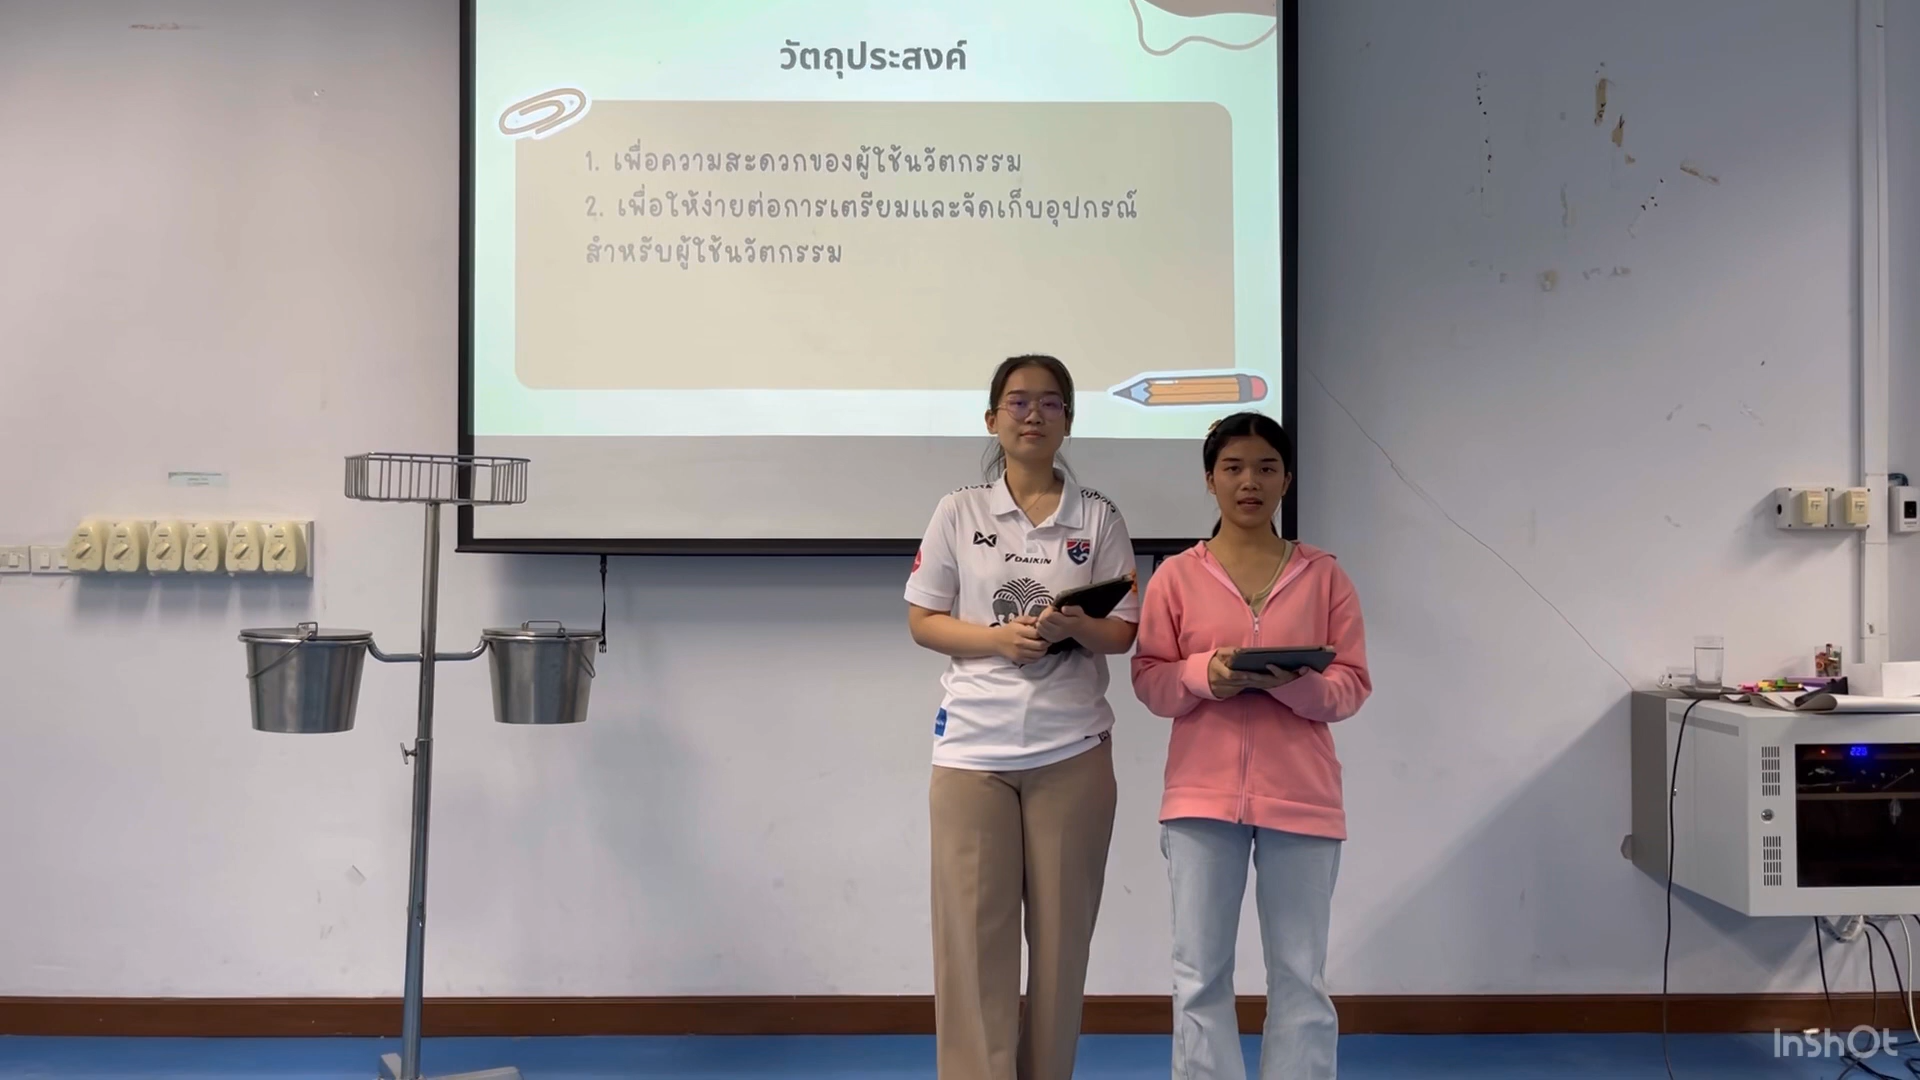 วัตถุประสงค์
1. เพื่อความสะดวกของผู้ใช้นวัตกรรม
2. เพื่อให้ง่ายต่อการเตรียมและจัดเก็บอุปกรณ์
สำหรับผู้ใช้นวัตกรรม
DAIKIN
InShOt